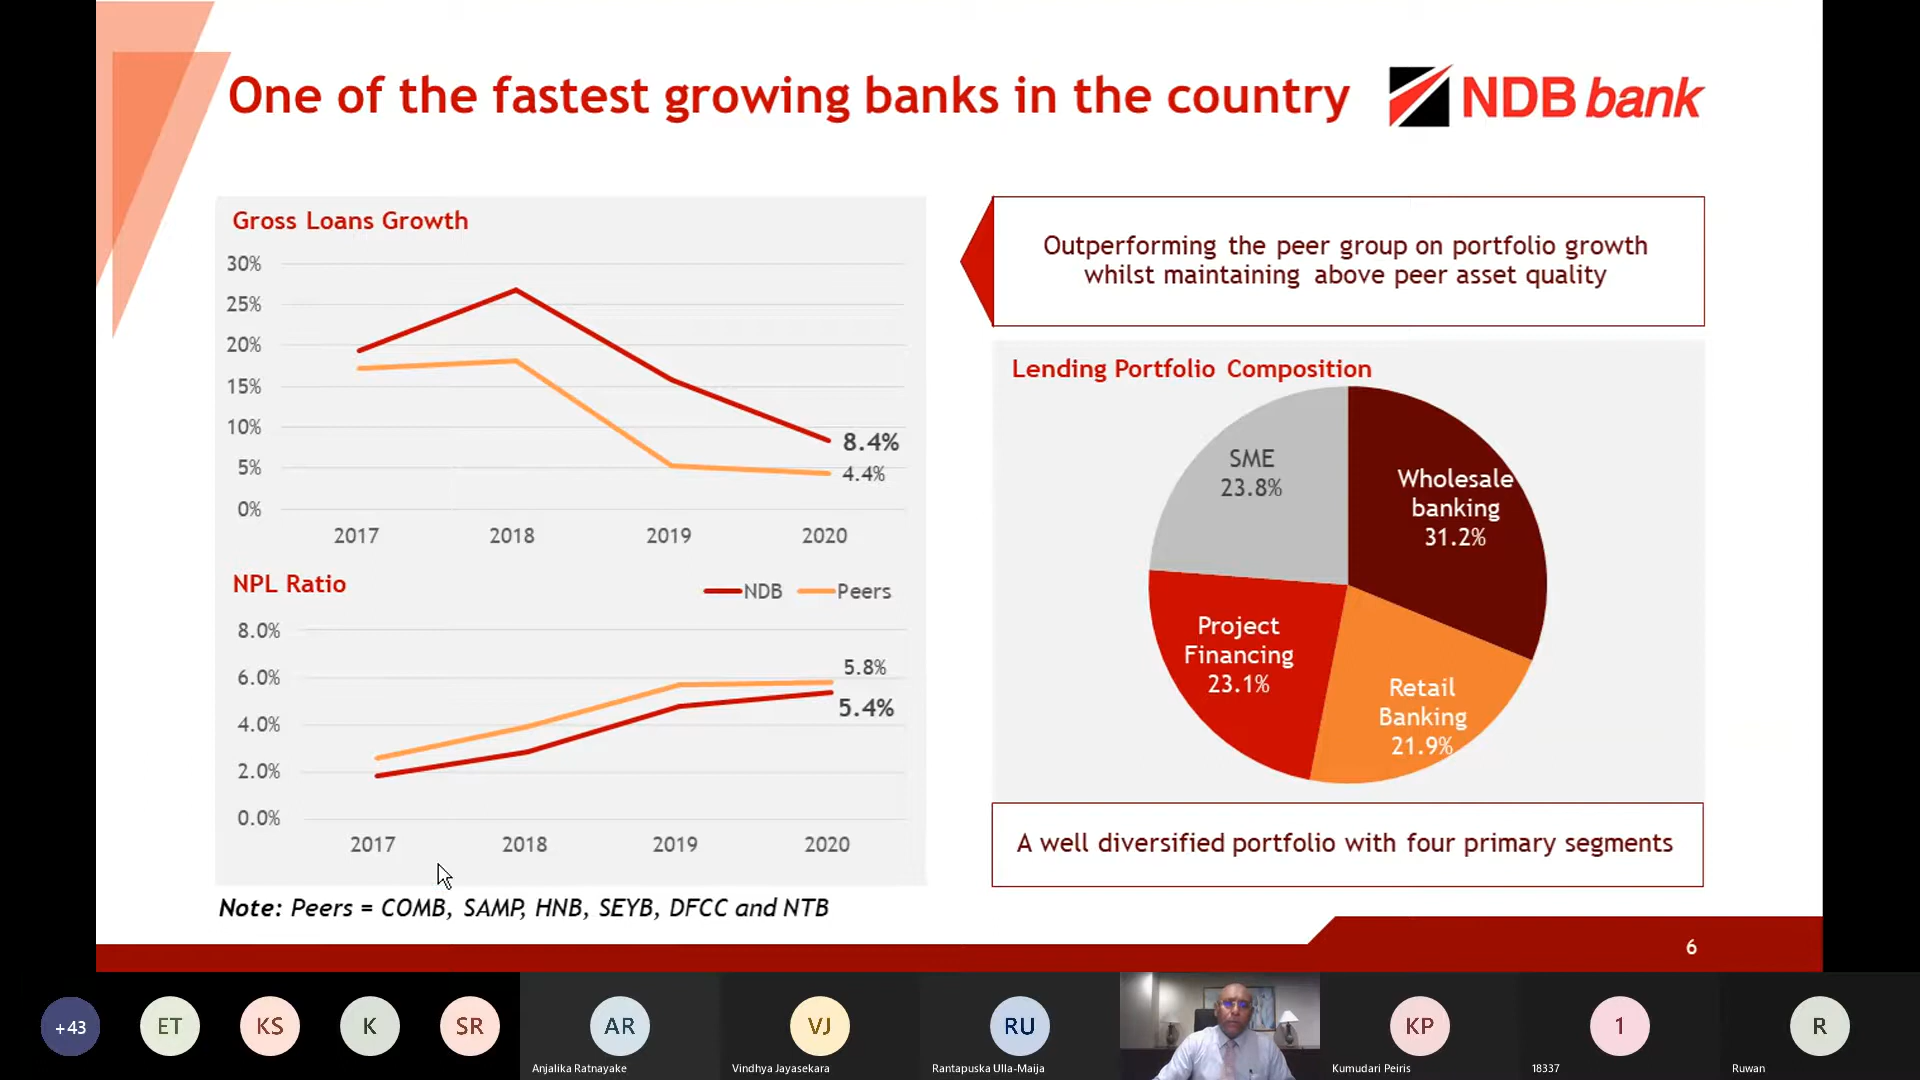 One of the fastest growing banks in the country
NDB bank
Gross Loans Growth
30%
25%
20%
15%
10%
5%
0%
8.4%
4.4%
2017 2018 2019 2020
NPL Ratio
NDB Peers
8.0%
6.0%
4.0%
2.0%
0.0%
5.8%
5.4%
2017 2018 2019 2020
Note: Peers = COMB, SAMP, HNB, SEYB, DFCC and NTB
Outperforming the peer group on portfolio growth
whilst maintaining above peer asset quality
Lending Portfolio Composition
SME
23.8%
Wholesale
banking
31.2%
Project
Financing
23.1%
Retail
Banking
21.9%
A well diversified portfolio with four primary segments
6
+43 ET KS K SR AR VJ RU KP 1 R
Anjalika Ratnayake Vindhya Jayasekara Rantapuska Ulla-Maija Kumudari Peiris 18337 Ruwan